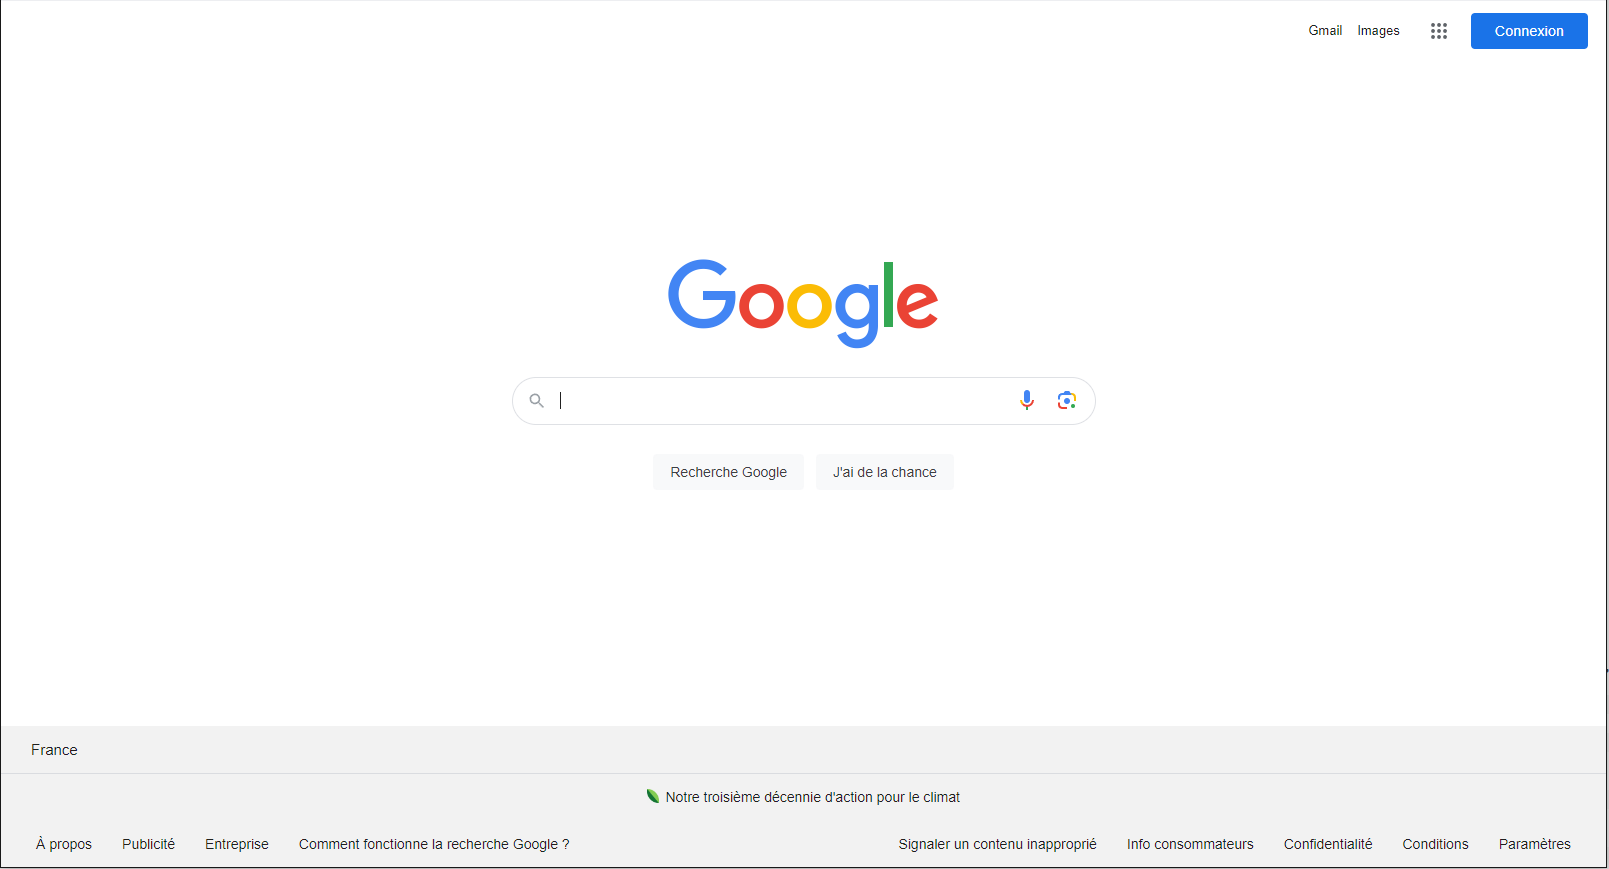 Gmail Images Connexion
Google
Recherche Google J'ai de la chance
France
Notre troisième décennie d'action pour le climat
À propos Publicité Entreprise Comment fonctionne la recherche Google ? Signaler un contenu inapproprié Info consommateurs Confidentialité Conditions Paramètres